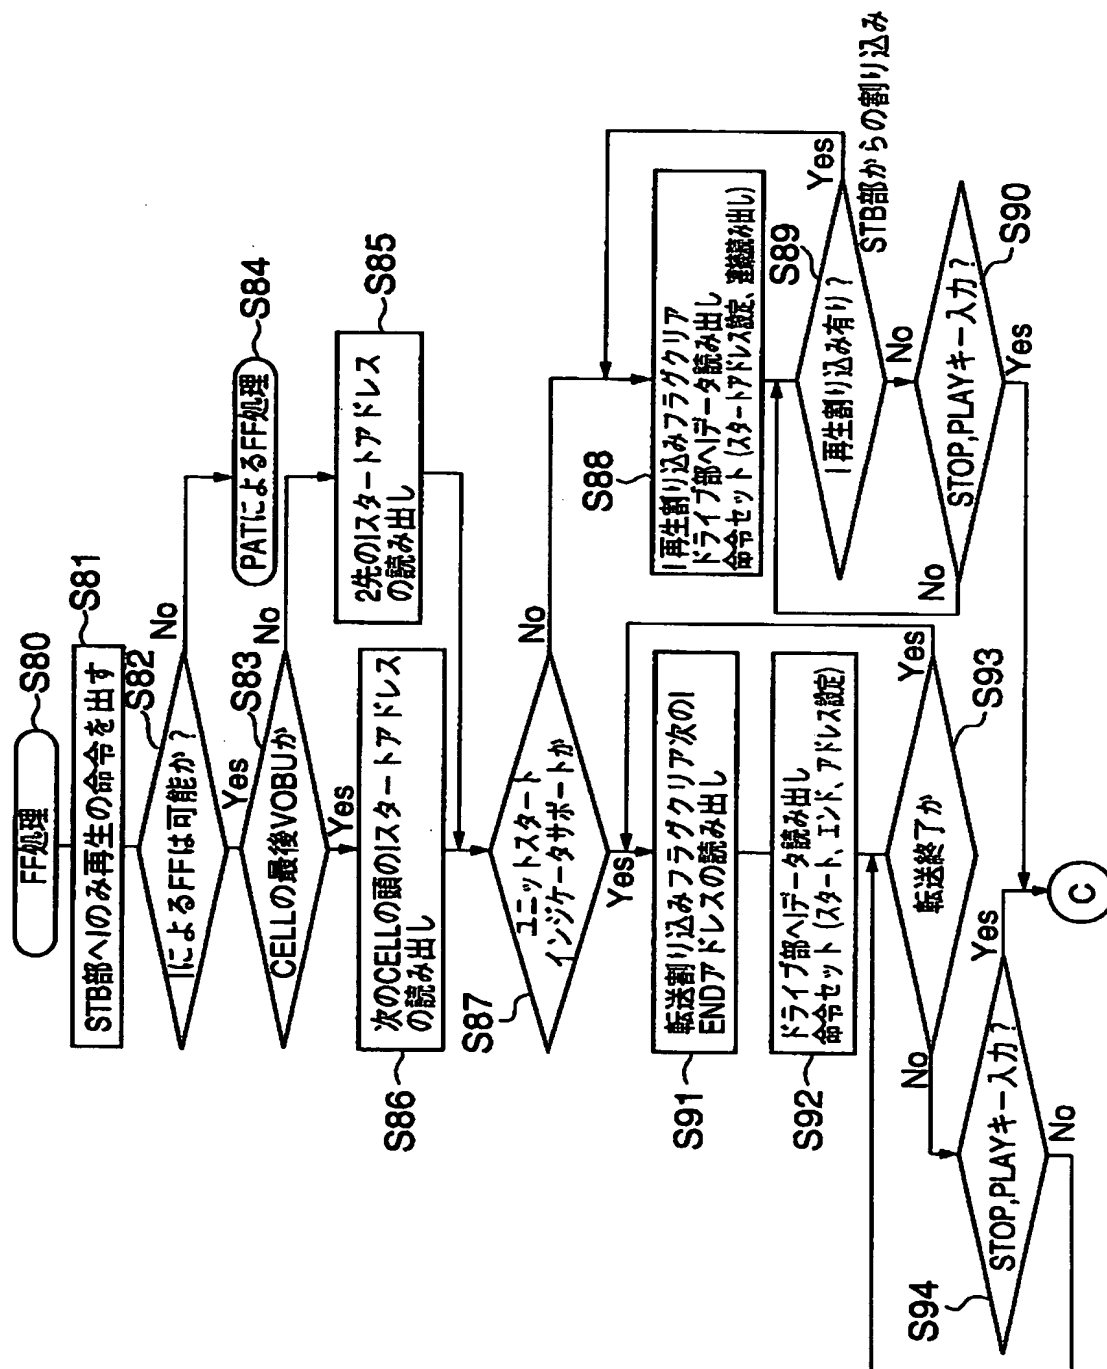 FF処理
S80
STB部へIのみ再生の命令を出す
S81
IによるFFは可能か？
S82
No
Yes
PATによるFF処理
S84
CELLの最後VOBUか
S83
No
Yes
2先のIスタートアドレス
の読み出し
S85
次のCELLの頭のIスタートアドレス
の読み出し
S86
ユニットスタート
インジケータサポートか
S87
No
Yes
I再生割り込みフラグクリア
ドライブ部へIデータ読み出し
命令セット (スタートアドレス設定、連続読み出し)
S88
I再生割り込み有り？
S89
Yes
STB部からの割り込み
No
STOP,PLAYキー入力？
S90
No
Yes
転送割り込みフラグクリア次のI
ENDアドレスの読み出し
S91
ドライブ部へIデータ読み出し
命令セット (スタート、エンド、アドレス設定)
S92
転送終了か
S93
Yes
No
STOP,PLAYキー入力？
S94
Yes
No
C